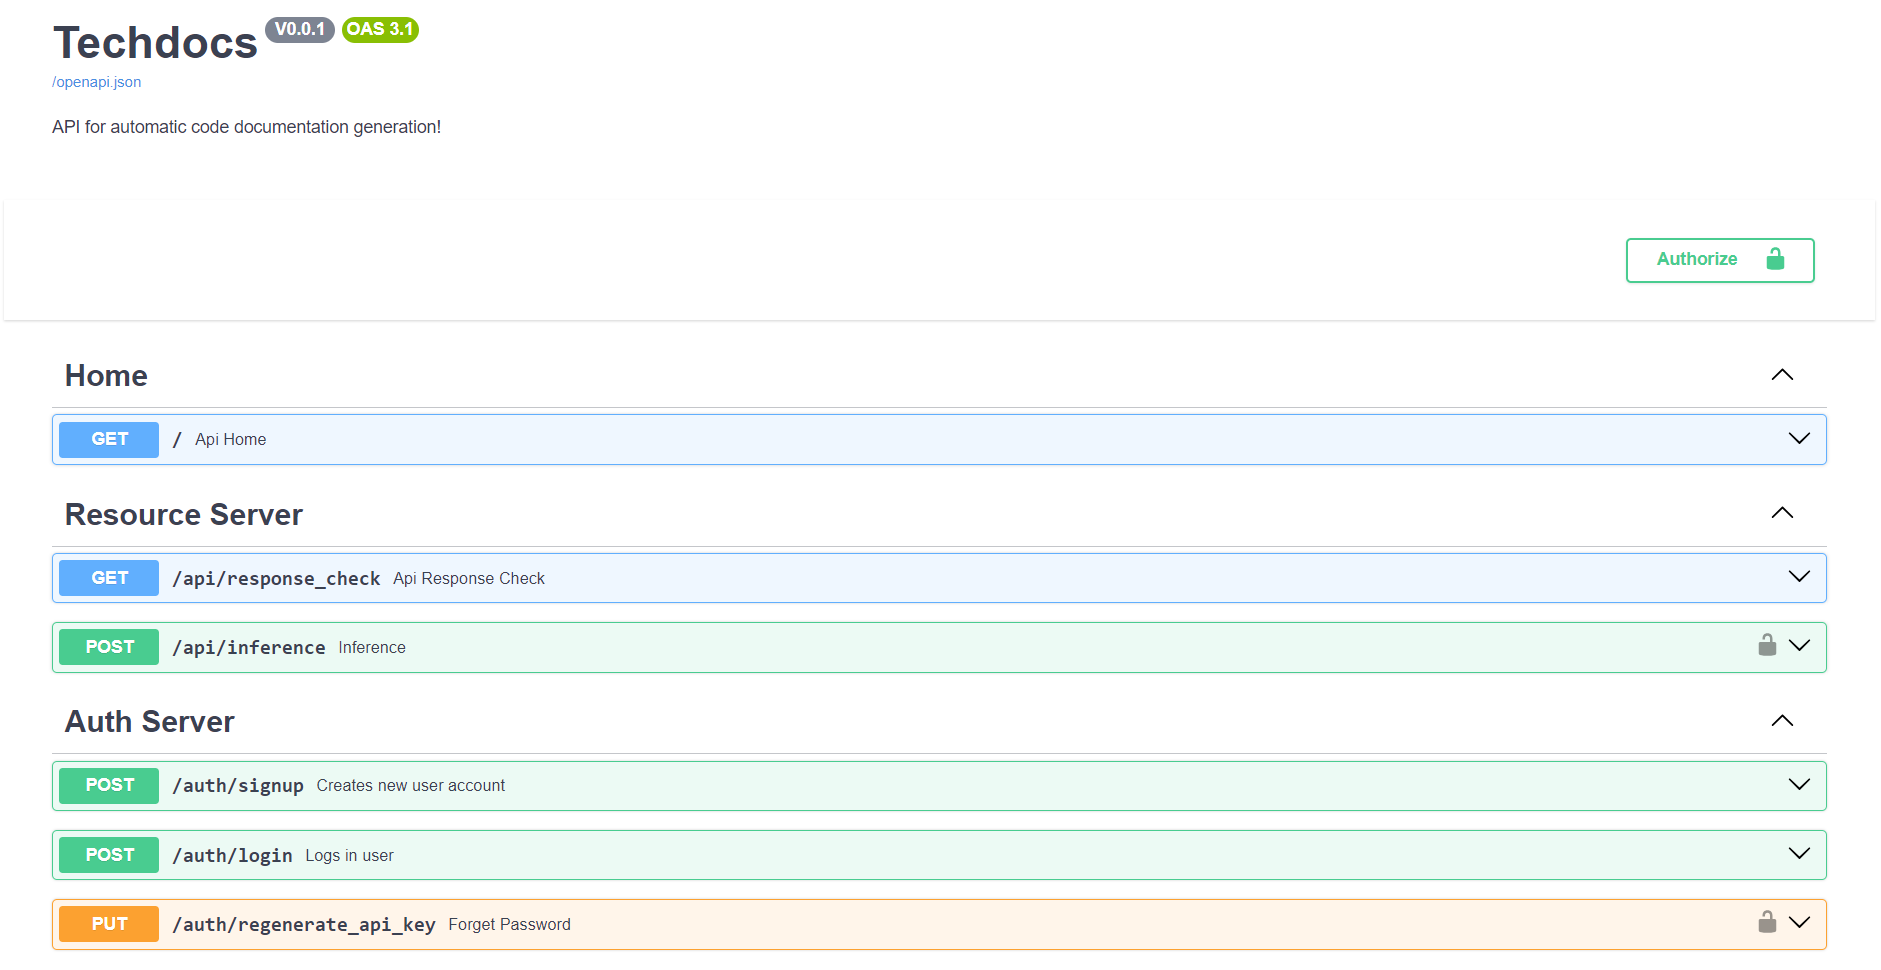 Techdocs V0.0.1 OAS 3.1
/openapi.json
API for automatic code documentation generation!
Authorize
Home
GET / Api Home
Resource Server
GET /api/response_check Api Response Check
POST /api/inference Inference
Auth Server
POST /auth/signup Creates new user account
POST /auth/login Logs in user
PUT /auth/regenerate_api_key Forget Password